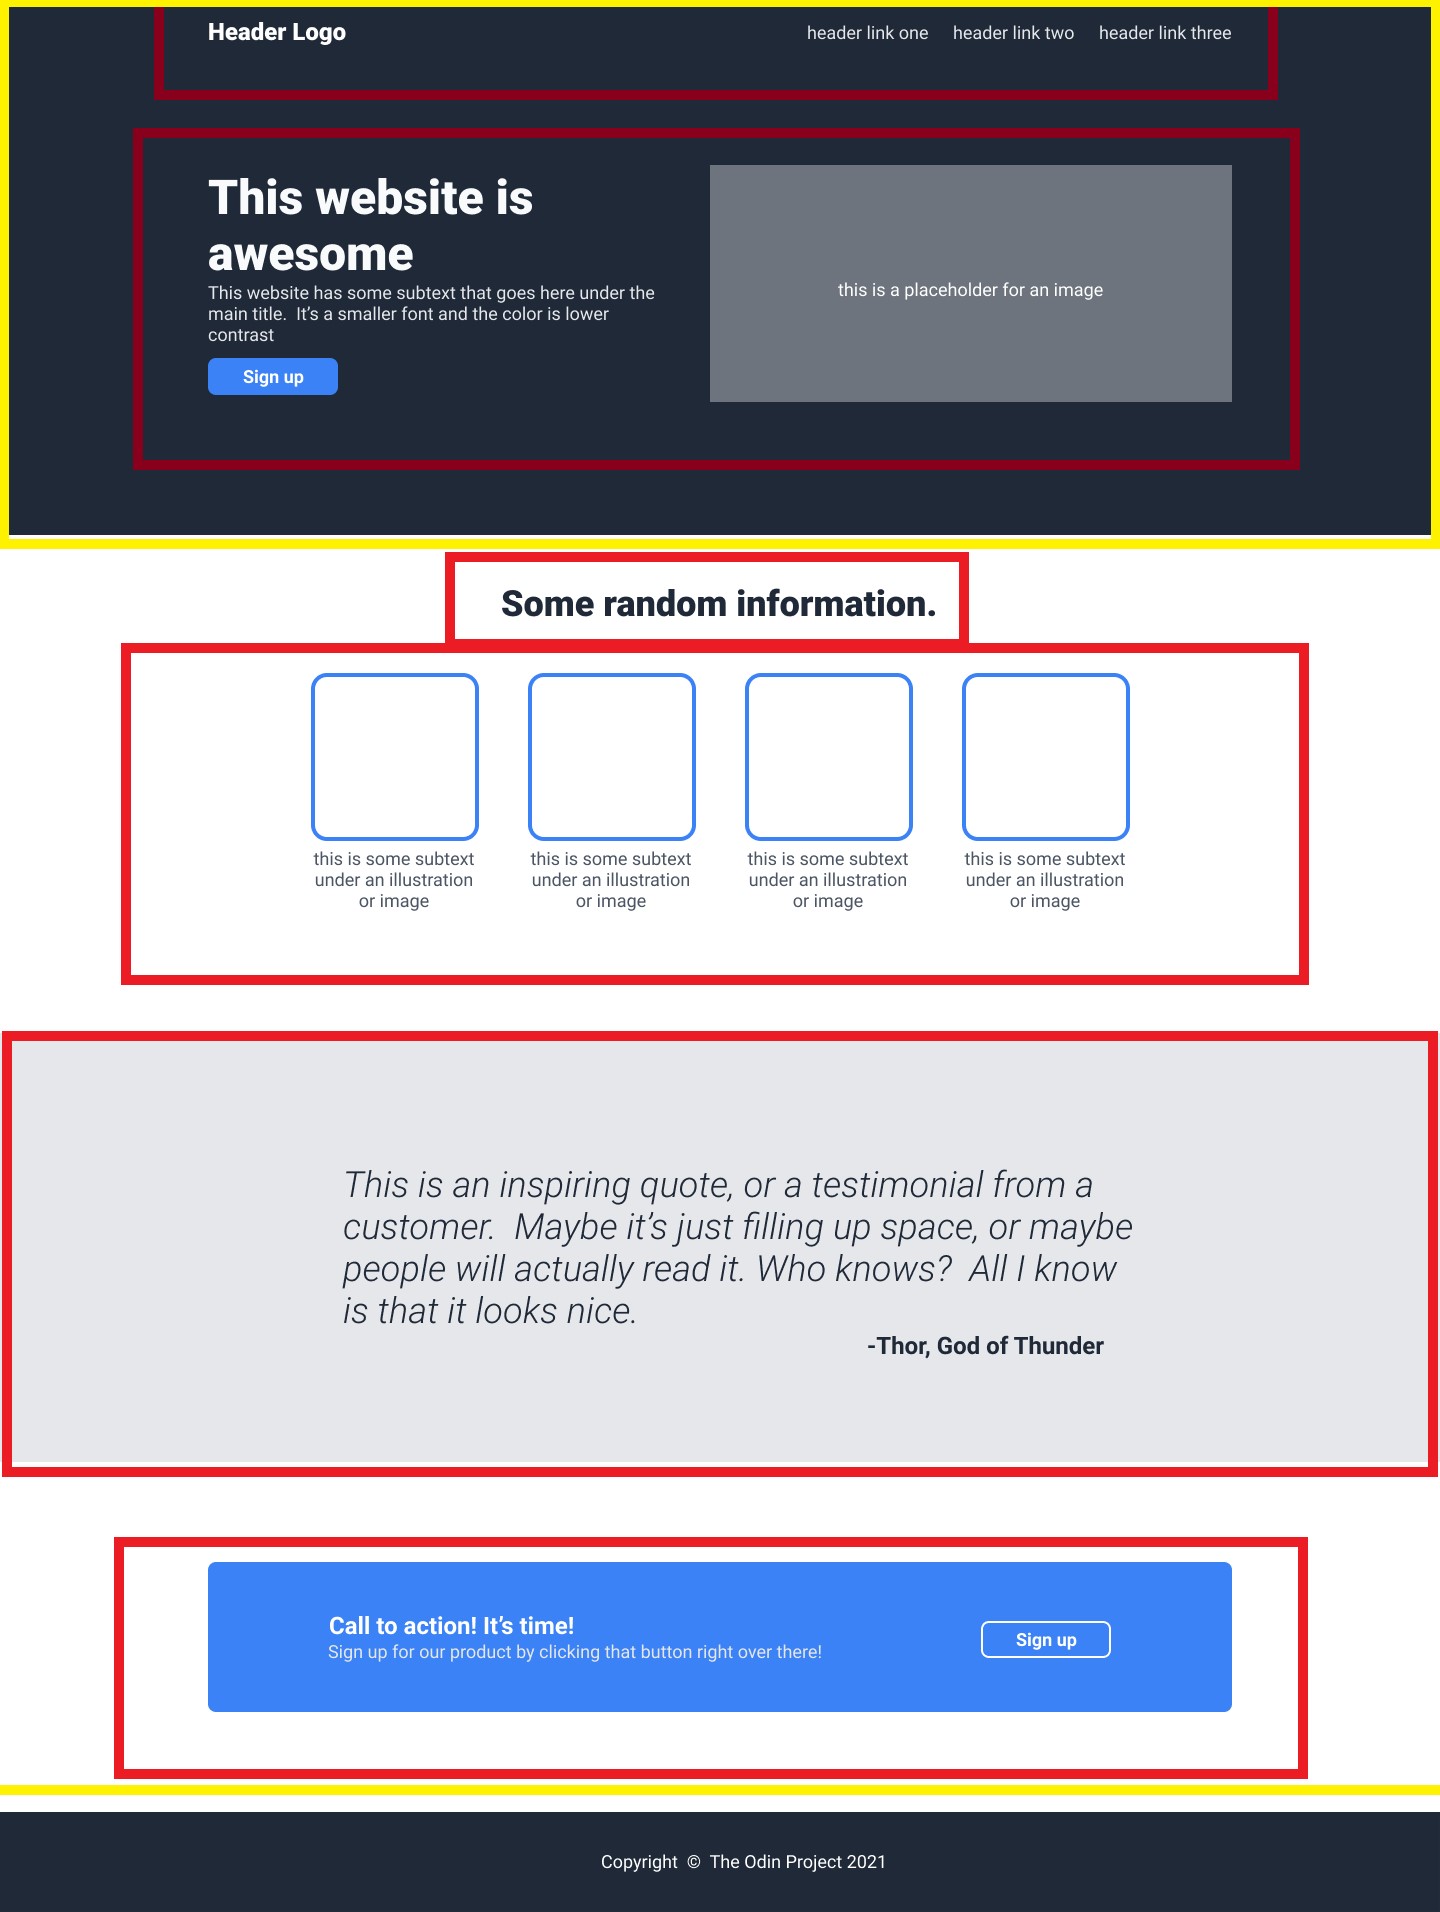 Header Logo
header link one header link two header link three
This website is
awesome
This website has some subtext that goes here under the
main title.  It’s a smaller font and the color is lower
contrast
Sign up
this is a placeholder for an image
Some random information.
this is some subtext
under an illustration
or image
this is some subtext
under an illustration
or image
this is some subtext
under an illustration
or image
this is some subtext
under an illustration
or image
This is an inspiring quote, or a testimonial from a
customer.  Maybe it’s just filling up space, or maybe
people will actually read it. Who knows?  All I know
is that it looks nice.
-Thor, God of Thunder
Call to action! It’s time!
Sign up for our product by clicking that button right over there!
Sign up
Copyright © The Odin Project 2021